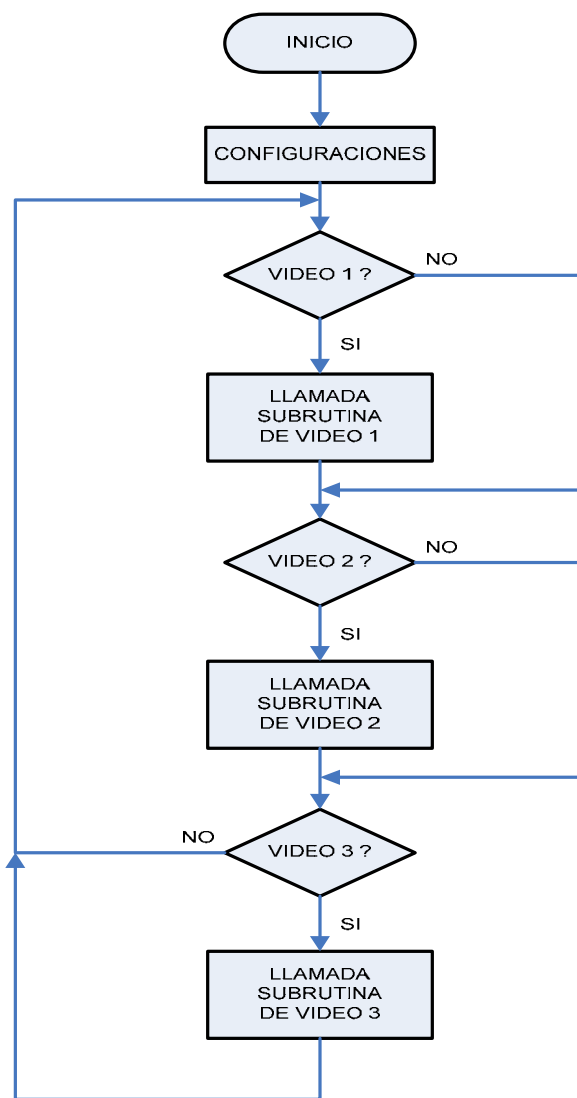 INICIO
CONFIGURACIONES
VIDEO 1 ?
NO
SI
LLAMADA
SUBRUTINA
DE VIDEO 1
VIDEO 2 ?
NO
SI
LLAMADA
SUBRUTINA
DE VIDEO 2
NO
VIDEO 3 ?
SI
LLAMADA
SUBRUTINA
DE VIDEO 3